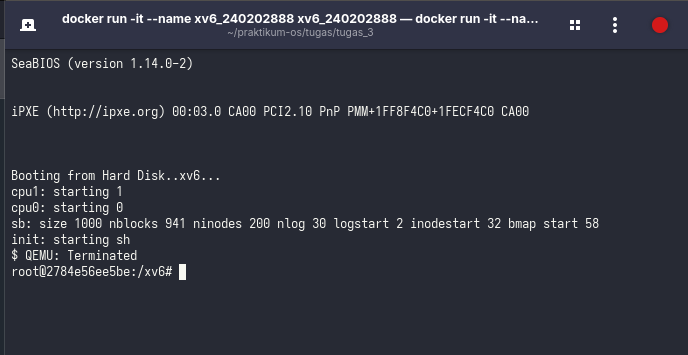 docker run -it --name xv6_240202888 xv6_240202888 — docker run -it --na...
~/praktikum-os/tugas/tugas_3
SeaBIOS (version 1.14.0-2)
iPXE (http://ipxe.org) 00:03.0 CA00 PCI2.10 PnP PMM+1FF8F4C0+1FECF4C0 CA00
Booting from Hard Disk..xv6...
cpu1: starting 1
cpu0: starting 0
sb: size 1000 nblocks 941 ninodes 200 nlog 30 logstart 2 inodestart 32 bmap start 58
init: starting sh
$ QEMU: Terminated
root@2784e56ee5be:/xv6#